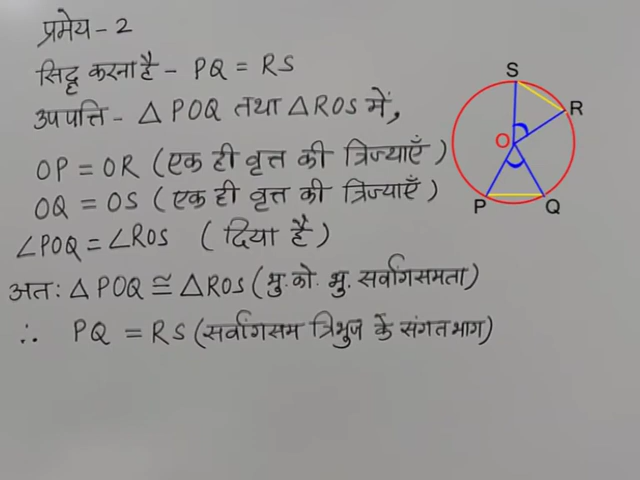 प्रमेय - 2
सिद्ध करना है - PQ = RS
उपपत्ति - △ POQ तथा △ ROS में,
OP = OR (एक ही वृत्त की त्रिज्याएँ)
OQ = OS (एक ही वृत्त की त्रिज्याएँ)
∠POQ = ∠ROS (दिया है)
अतः △ POQ ≅ △ROS (भु. को. भु. सर्वांगसमता)
∴ PQ = RS (सर्वांगसम त्रिभुज के संगत भाग)
S
R
O
P
Q